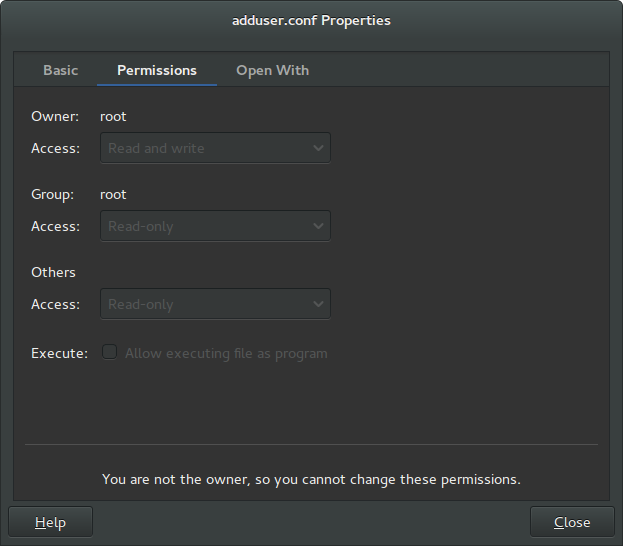 adduser.conf Properties
Basic Permissions Open With
Owner: root
Access: Read and write
Group: root
Access: Read-only
Others
Access: Read-only
Execute: Allow executing file as program
You are not the owner, so you cannot change these permissions.
Help Close